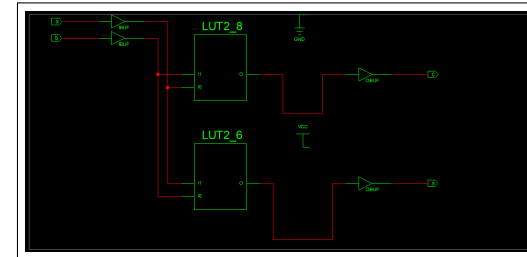 IBUF
IBUF
LUT2_8
GND
I1
O
I0
OBUF
VCC
LUT2_6
I1
O
I0
OBUF